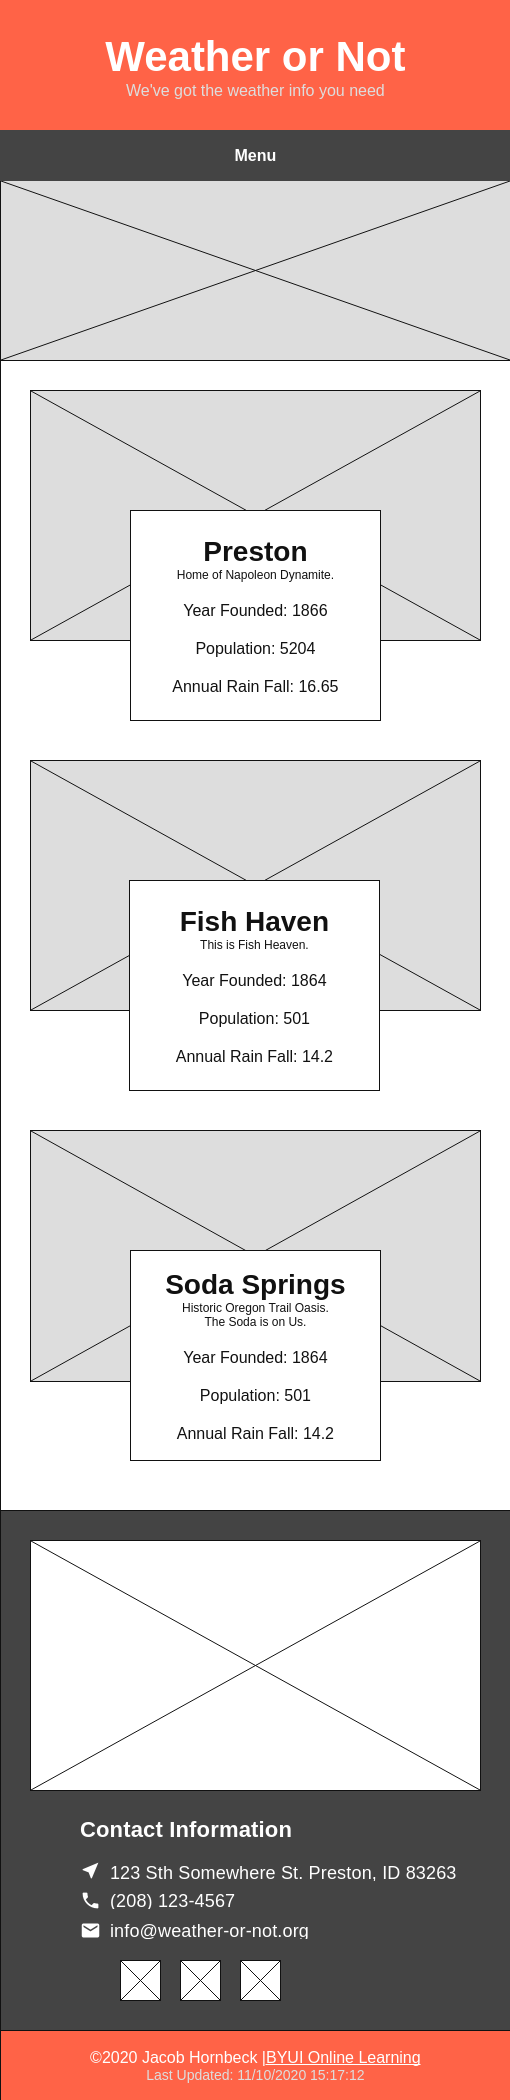 Weather or Not
We've got the weather info you need
Menu
Preston
Home of Napoleon Dynamite.
Year Founded: 1866
Population: 5204
Annual Rain Fall: 16.65
Fish Haven
This is Fish Heaven.
Year Founded: 1864
Population: 501
Annual Rain Fall: 14.2
Soda Springs
Historic Oregon Trail Oasis.
The Soda is on Us.
Year Founded: 1864
Population: 501
Annual Rain Fall: 14.2
Contact Information
123 Sth Somewhere St. Preston, ID 83263
(208) 123-4567
info@weather-or-not.org
©2020 Jacob Hornbeck |BYUI Online Learning
Last Updated: 11/10/2020 15:17:12